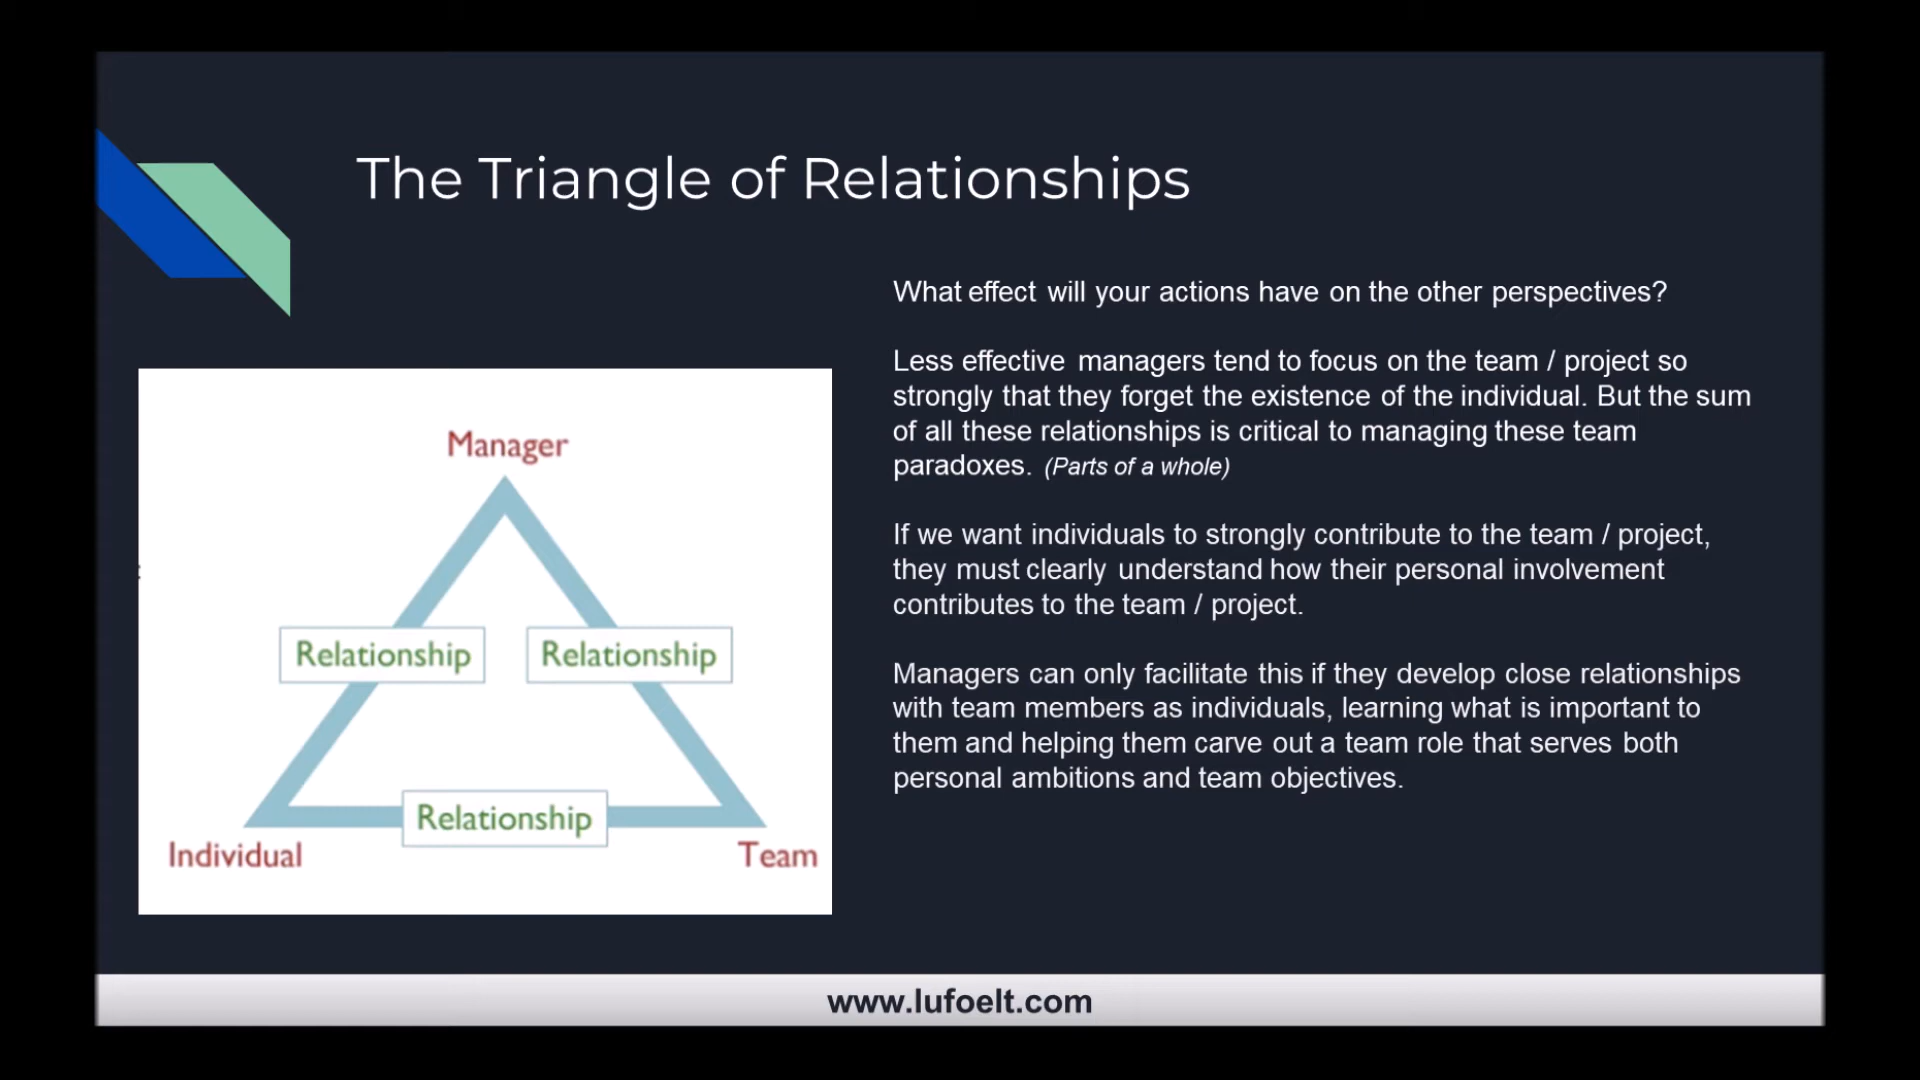 The Triangle of Relationships
What effect will your actions have on the other perspectives?
Less effective managers tend to focus on the team / project so
strongly that they forget the existence of the individual. But the sum
of all these relationships is critical to managing these team
paradoxes. (Parts of a whole)
If we want individuals to strongly contribute to the team / project,
they must clearly understand how their personal involvement
contributes to the team / project.
Managers can only facilitate this if they develop close relationships
with team members as individuals, learning what is important to
them and helping them carve out a team role that serves both
personal ambitions and team objectives.
Manager
Relationship
Relationship
Relationship
Individual
Team
www.lufoelt.com